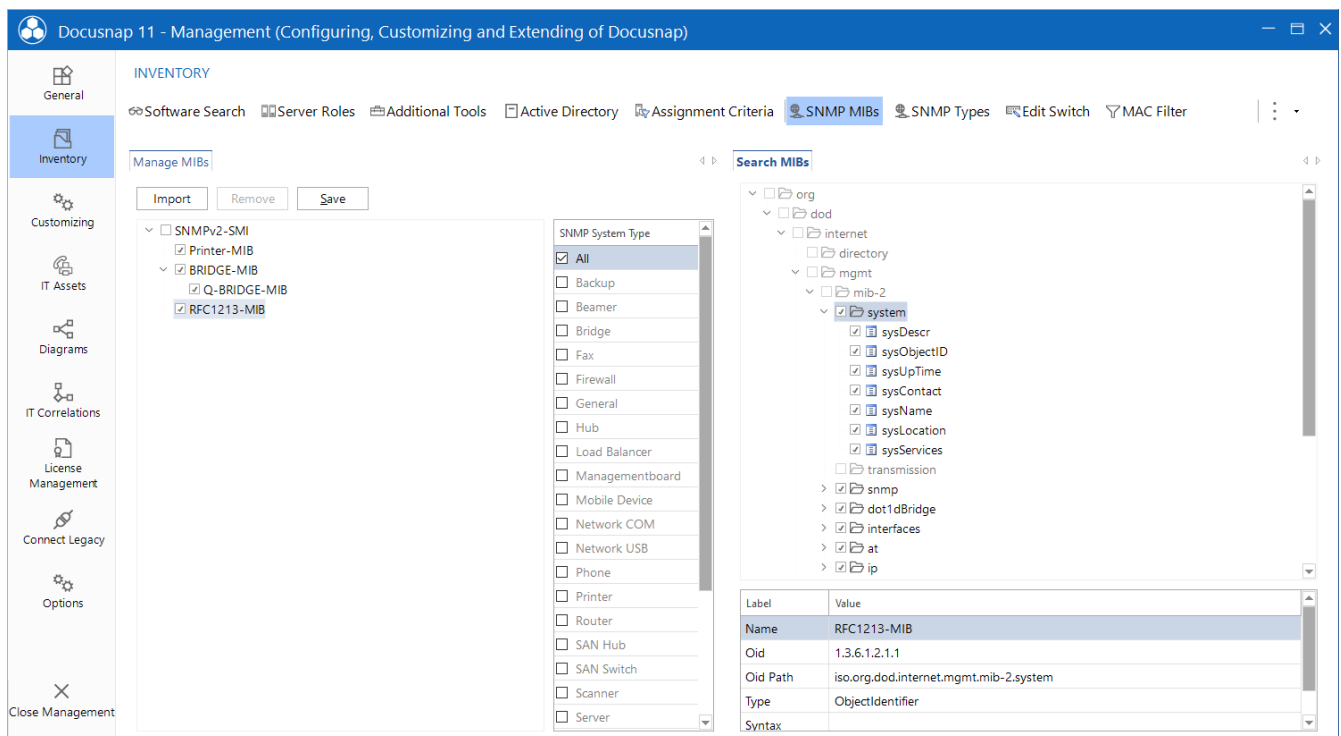 Docusnap 11 - Management (Configuring, Customizing and Extending of Docusnap)
General
Inventory
Customizing
IT Assets
Diagrams
IT Correlations
License
Management
Connect Legacy
Options
Close Management
INVENTORY
Software Search Server Roles Additional Tools Active Directory Assignment Criteria SNMP MIBs SNMP Types Edit Switch MAC Filter
Manage MIBs
Import Remove Save
SNMPv2-SMI
Printer-MIB
BRIDGE-MIB
Q-BRIDGE-MIB
RFC1213-MIB
SNMP System Type
All
Backup
Beamer
Bridge
Fax
Firewall
General
Hub
Load Balancer
Managementboard
Mobile Device
Network COM
Network USB
Phone
Printer
Router
SAN Hub
SAN Switch
Scanner
Server
Search MIBs
org
dod
internet
directory
mgmt
mib-2
system
sysDescr
sysObjectID
sysUpTime
sysContact
sysName
sysLocation
sysServices
transmission
snmp
dot1dBridge
interfaces
at
ip
Label Value
Name RFC1213-MIB
Oid 1.3.6.1.2.1.1
Oid Path iso.org.dod.internet.mgmt.mib-2.system
Type ObjectIdentifier
Syntax